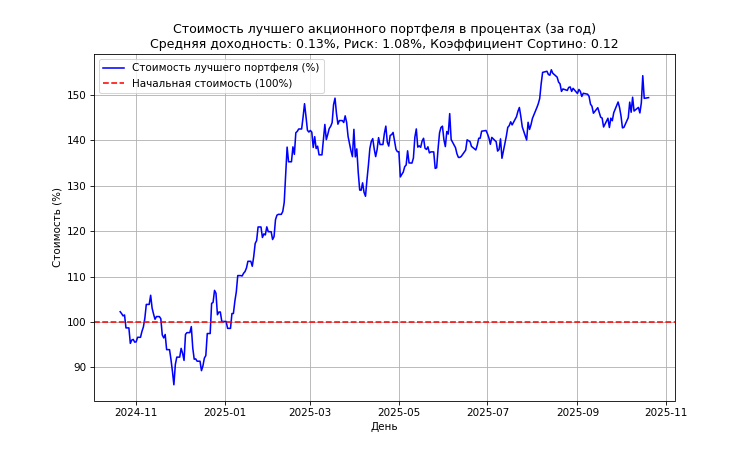 Стоимость лучшего акционного портфеля в процентах (за год)
Средняя доходность: 0.13%, Риск: 1.08%, Коэффициент Сортино: 0.12
Стоимость лучшего портфеля (%)
Начальная стоимость (100%)
Стоимость (%)
150
140
130
120
110
100
90
2024-11 2025-01 2025-03 2025-05 2025-07 2025-09 2025-11
День